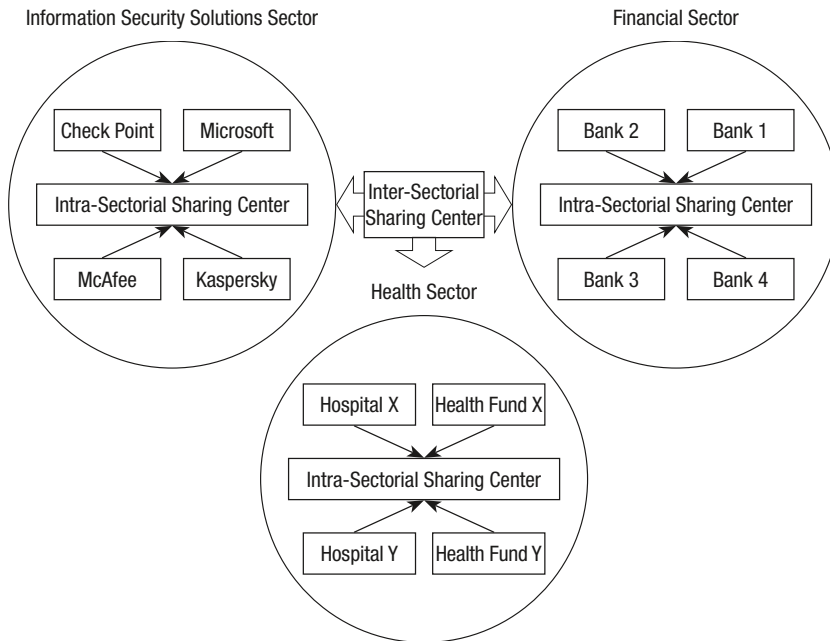 Information Security Solutions Sector
Financial Sector
Check Point
Microsoft
Intra-Sectorial Sharing Center
McAfee
Kaspersky
Inter-Sectorial
Sharing Center
Bank 2
Bank 1
Intra-Sectorial Sharing Center
Bank 3
Bank 4
Health Sector
Hospital X
Health Fund X
Intra-Sectorial Sharing Center
Hospital Y
Health Fund Y